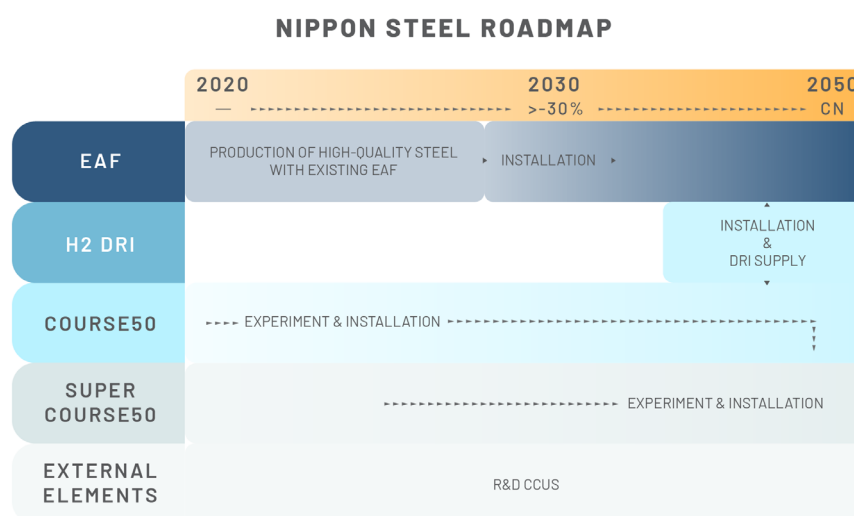 NIPPON STEEL ROADMAP
2020 2030 2050
— >-30% CN
EAF
PRODUCTION OF HIGH-QUALITY STEEL
WITH EXISTING EAF
INSTALLATION
H2 DRI
INSTALLATION
&
DRI SUPPLY
COURSE50
EXPERIMENT & INSTALLATION
SUPER
COURSE50
EXPERIMENT & INSTALLATION
EXTERNAL
ELEMENTS
R&D CCUS